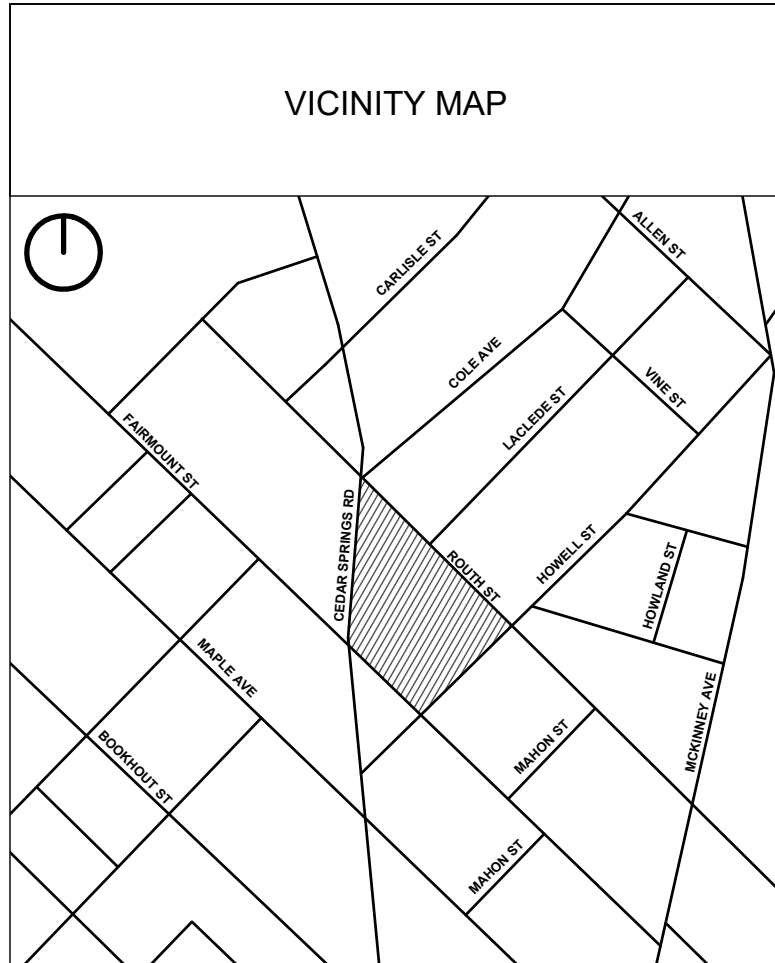 VICINITY MAP
ALLEN ST
CARLISLE ST
COLE AVE
VINE ST
LACLEDE ST
FAIRMOUNT ST
CEDAR SPRINGS RD
ROUTH ST
HOWELL ST
HOWLAND ST
MAPLE AVE
MCKINNEY AVE
BOOKHOUT ST
MAHON ST
MAHON ST